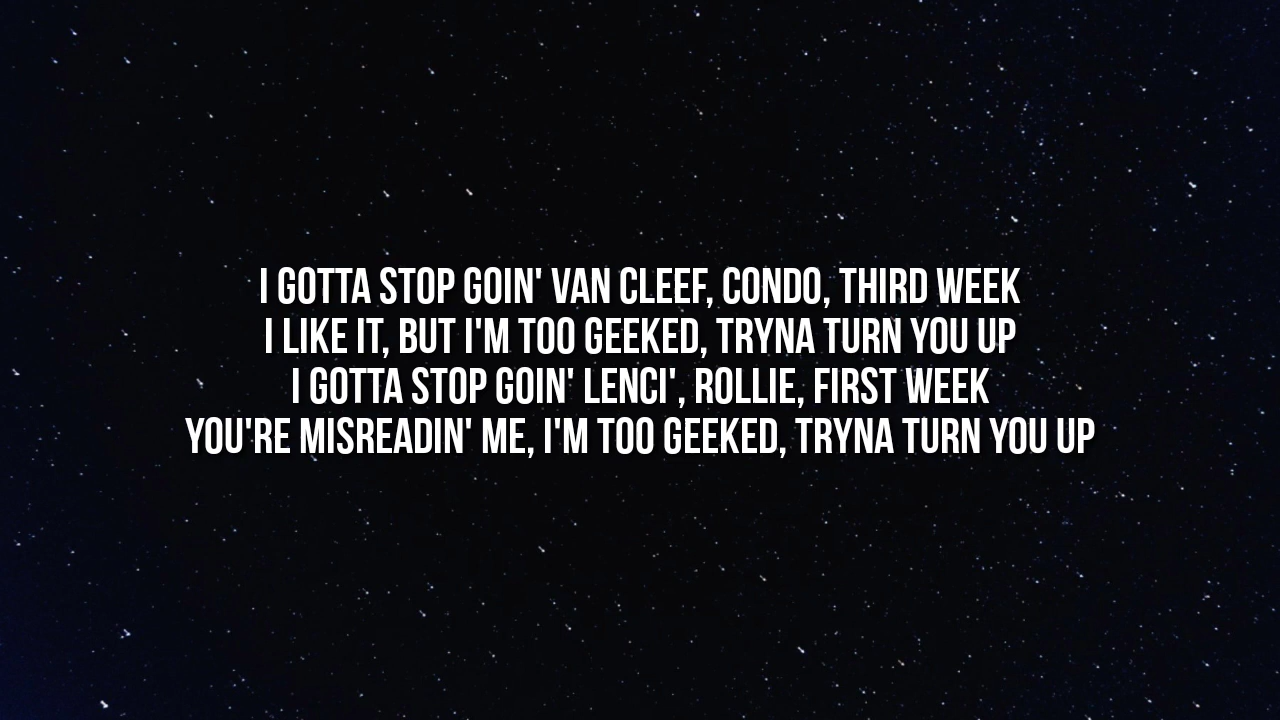 I GOTTA STOP GOIN' VAN CLEEF, CONDO, THIRD WEEK
I LIKE IT, BUT I'M TOO GEEKED, TRYNA TURN YOU UP
I GOTTA STOP GOIN' LENCI', ROLLIE, FIRST WEEK
YOU'RE MISREADIN' ME, I'M TOO GEEKED, TRYNA TURN YOU UP